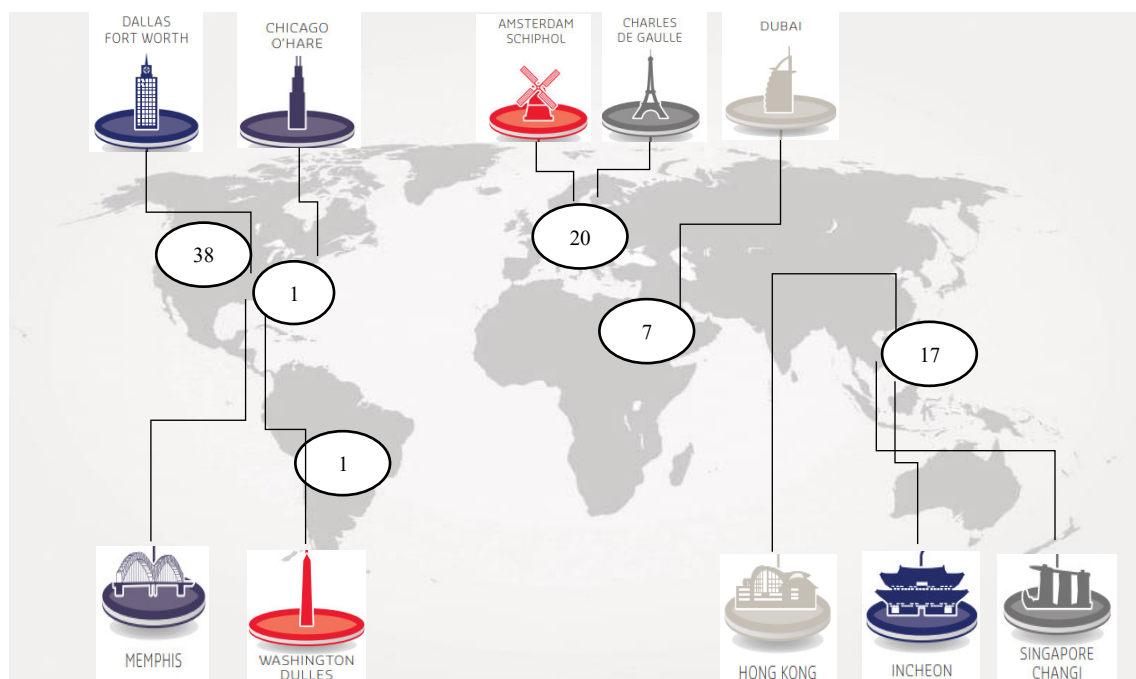 DALLAS
FORT WORTH
CHICAGO
O'HARE
AMSTERDAM
SCHIPHOL
CHARLES
DE GAULLE
DUBAI
38
1
20
7
17
1
MEMPHIS
WASHINGTON
DULLES
HONG KONG
INCHEON
SINGAPORE
CHANGI